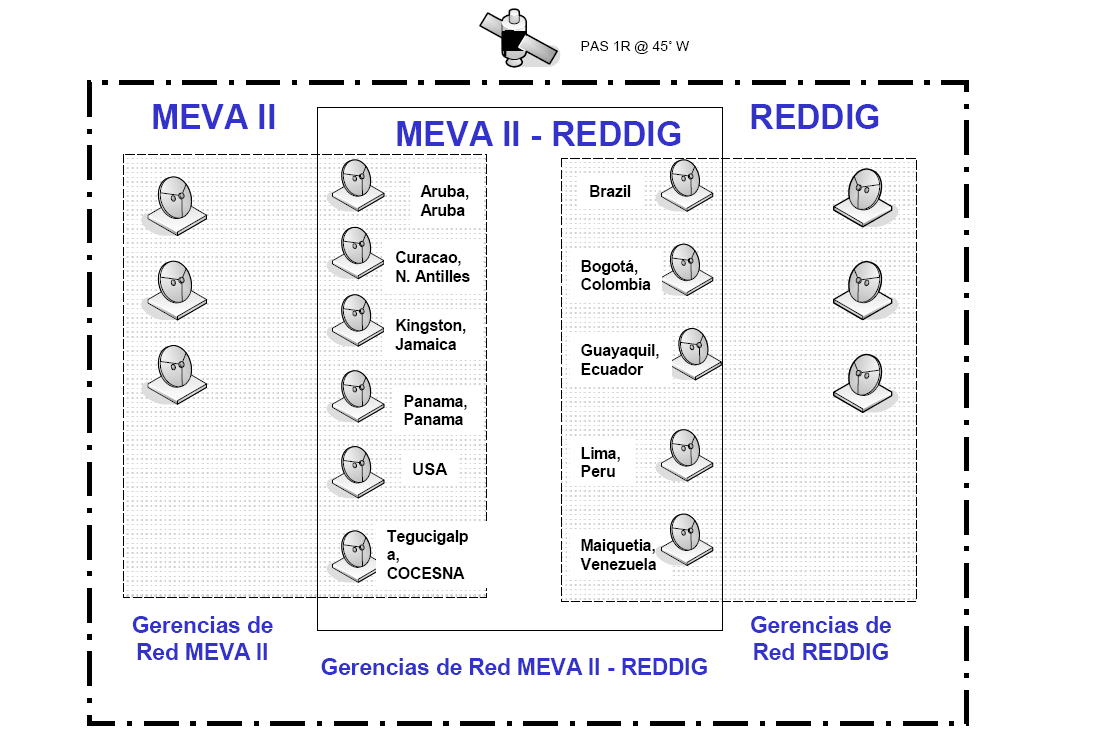 PAS 1R @ 45° W
MEVA II
MEVA II - REDDIG
REDDIG
Aruba,
Aruba
Curacao,
N. Antilles
Kingston,
Jamaica
Panama,
Panama
USA
Tegucigalp
a,
COCESNA
Brazil
Bogotá,
Colombia
Guayaquil,
Ecuador
Lima,
Peru
Maiquetia,
Venezuela
Gerencias de
Red MEVA II
Gerencias de Red MEVA II - REDDIG
Gerencias de
Red REDDIG